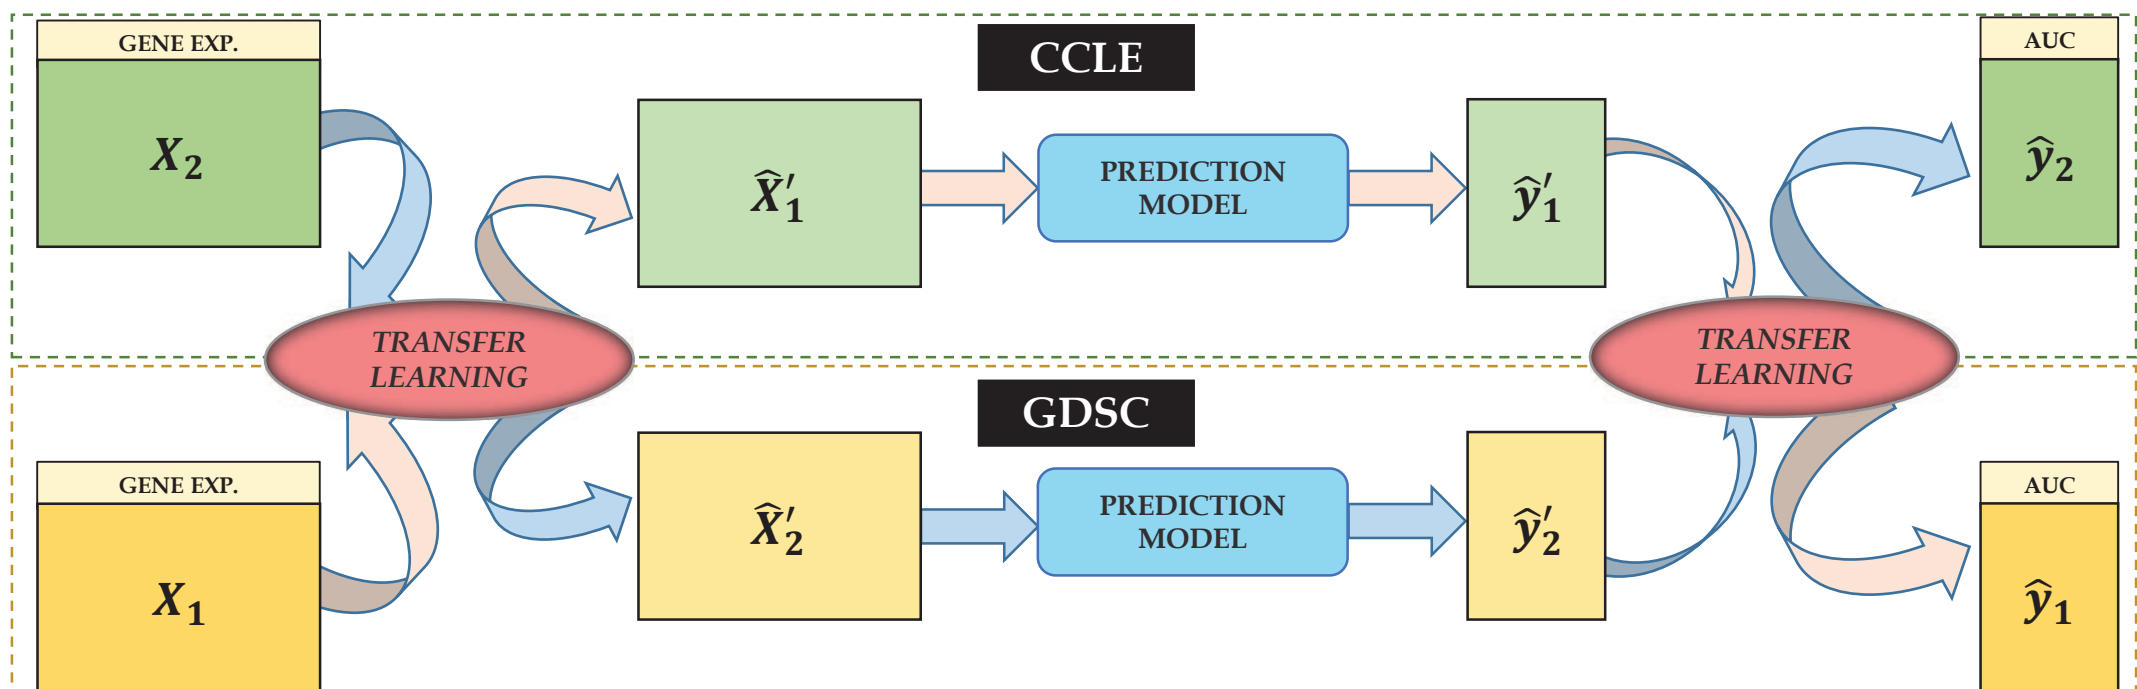 GENE EXP.
X₂
CCLE
X̂′₁
PREDICTION
MODEL
ŷ′₁
AUC
ŷ₂
TRANSFER
LEARNING
TRANSFER
LEARNING
GENE EXP.
X₁
GDSC
X̂′₂
PREDICTION
MODEL
ŷ′₂
AUC
ŷ₁